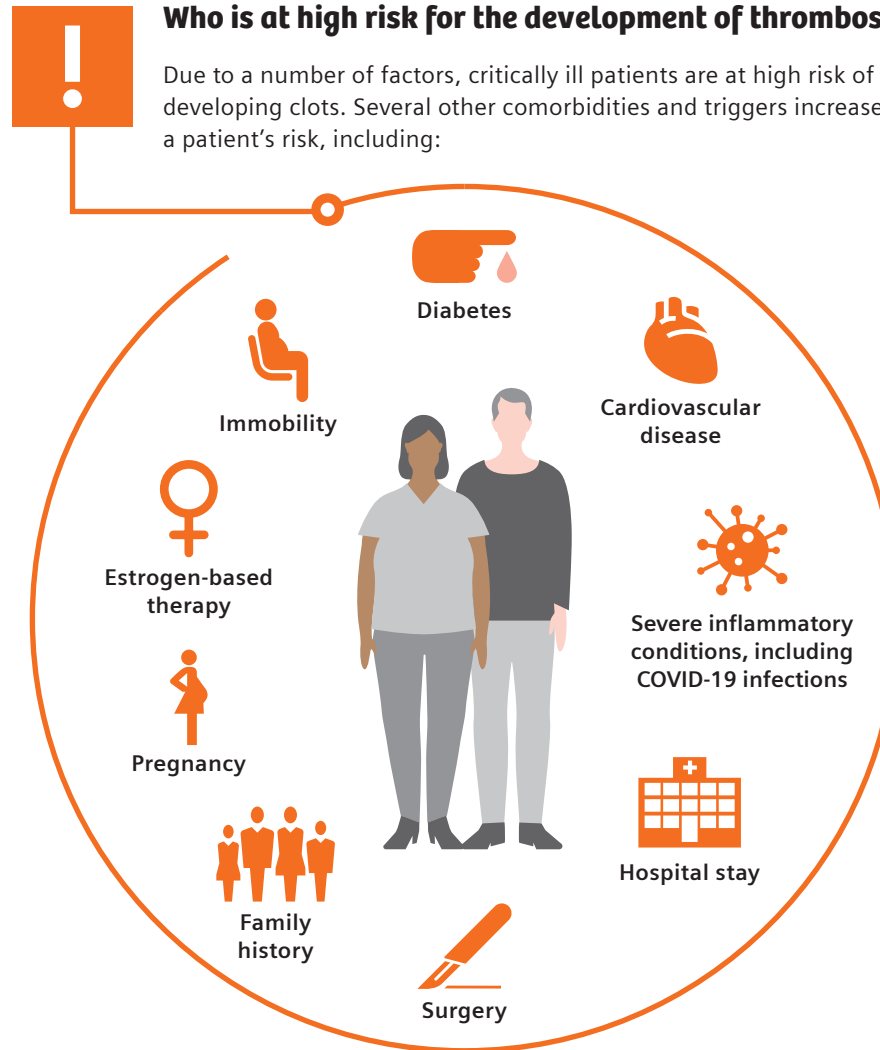 Who is at high risk for the development of thrombos
Due to a number of factors, critically ill patients are at high risk of
developing clots. Several other comorbidities and triggers increase
a patient’s risk, including:
Diabetes
Cardiovascular
disease
Severe inflammatory
conditions, including
COVID-19 infections
Hospital stay
Surgery
Family
history
Pregnancy
Estrogen-based
therapy
Immobility